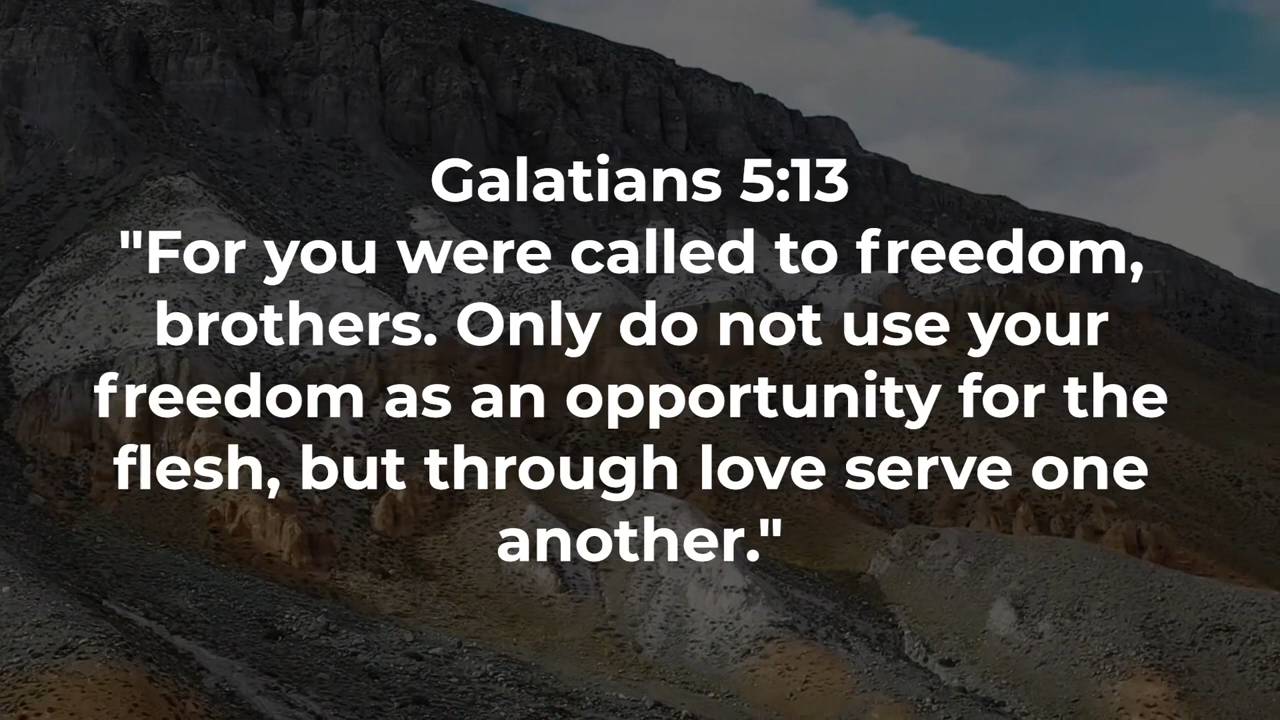 Galatians 5:13
"For you were called to freedom,
brothers. Only do not use your
freedom as an opportunity for the
flesh, but through love serve one
another."